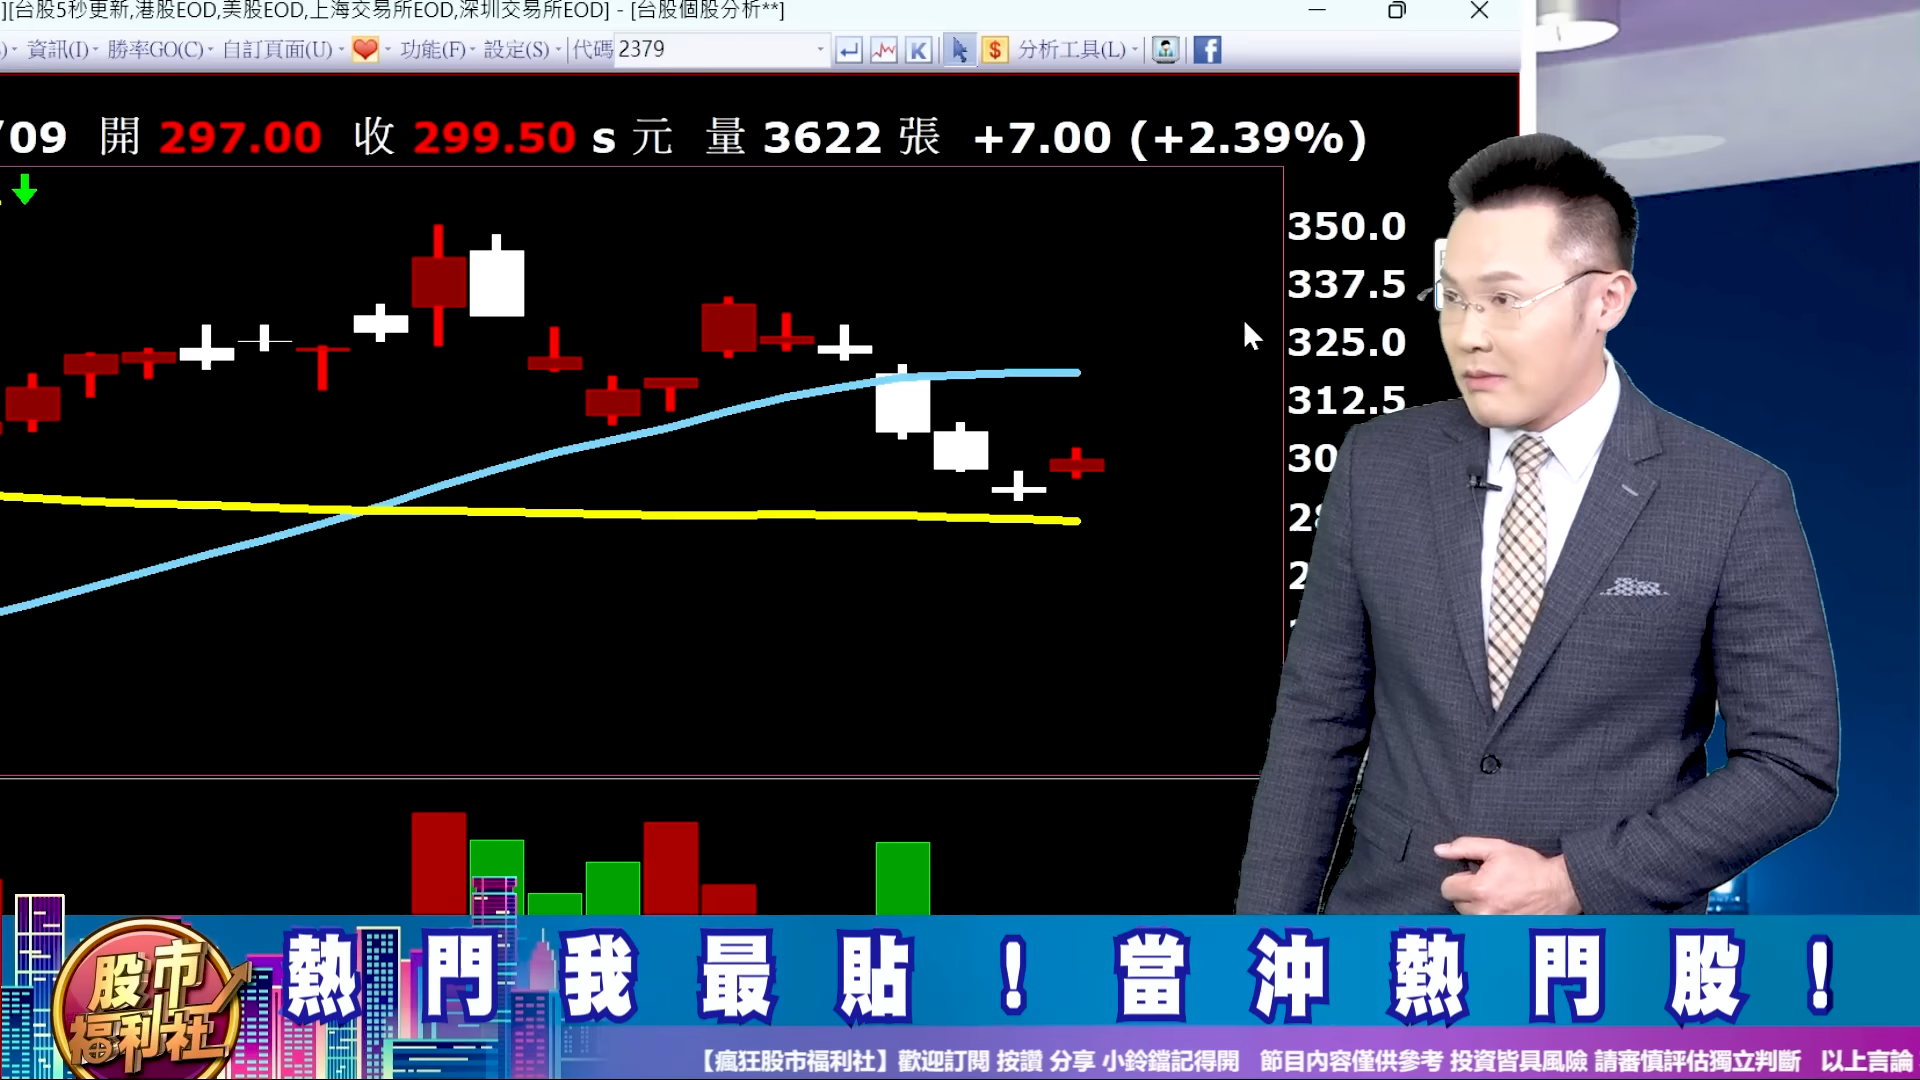 ][台股5秒更新,港股EOD,美股EOD,上海交易所EOD,深圳交易所EOD] - [台股個股分析**]
)
資訊(I)
勝率GO(C)
自訂頁面(U)
功能(F)
設定(S)
代碼
2379
K
$
分析工具(L)
f
/09 開 297.00 收 299.50 s 元 量 3622 張 +7.00 (+2.39%)
350.0
337.5
325.0
312.5
30
28
2
股市
福利社
熱門我最貼！當沖熱門股！
【瘋狂股市福利社】歡迎訂閱 按讚 分享 小鈴鐺記得開 節目內容僅供參考 投資皆具風險 請審慎評估獨立判斷 以上言論